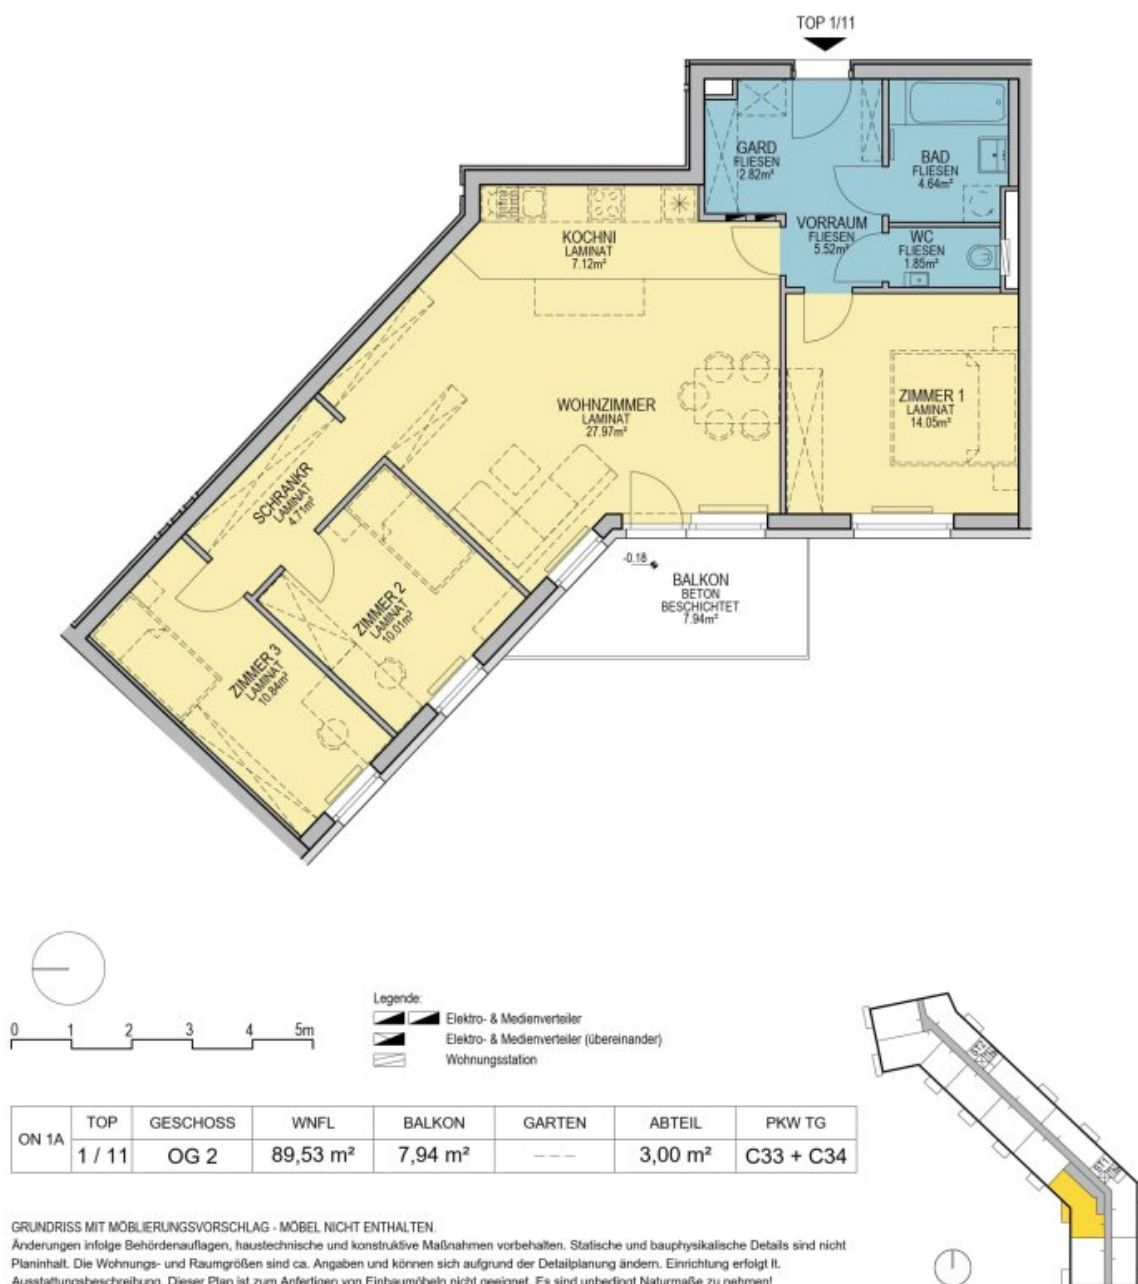 TOP 1/11
GARD
FLIESEN
2.82m²
BAD
FLIESEN
4.64m²
VORRAUM
FLIESEN
5.52m²
WC
FLIESEN
1.85m²
KOCHNI
LAMINAT
7.12m²
WOHNZIMMER
LAMINAT
27.97m²
ZIMMER 1
LAMINAT
14.05m²
SCHRANKR
LAMINAT
4.71m²
ZIMMER 2
LAMINAT
10.01m²
ZIMMER 3
LAMINAT
10.84m²
-0.18
BALKON
BETON
BESCHICHTET
7.94m²
0 1 2 3 4 5m
Legende:
Elektro- & Medienverteiler
Elektro- & Medienverteiler (übereinander)
Wohnungsstation
ST2
ST1
ON 1A TOP GESCHOSS WNFL BALKON GARTEN ABTEIL PKW TG
1 / 11 OG 2 89,53 m² 7,94 m² --- 3,00 m² C33 + C34
GRUNDRISS MIT MÖBLIERUNGSVORSCHLAG - MÖBEL NICHT ENTHALTEN.
Änderungen infolge Behördenauflagen, haustechnische und konstruktive Maßnahmen vorbehalten. Statische und bauphysikalische Details sind nicht
Planinhalt. Die Wohnungs- und Raumgrößen sind ca. Angaben und können sich aufgrund der Detailplanung ändern. Einrichtung erfolgt lt.
Ausstattungsbeschreibung. Dieser Plan ist zum Anfertigen von Einbaumöbeln nicht geeignet. Es sind unbedingt Naturmaße zu nehmen!